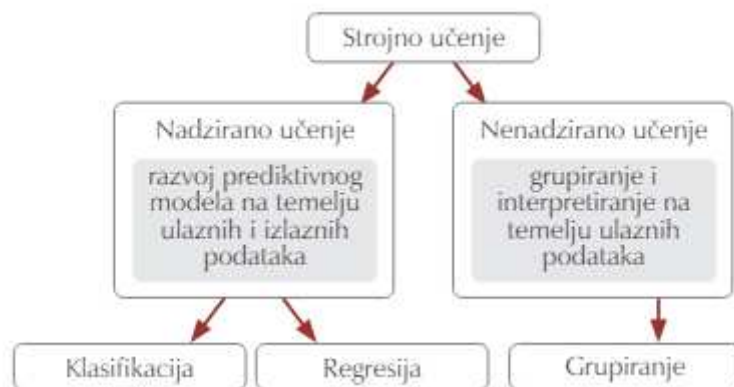 Strojno učenje
Nadzirano učenje
razvoj prediktivnog
modela na temelju
ulaznih i izlaznih
podataka
Nenadzirano učenje
grupiranje i
interpretiranje na
temelju ulaznih
podataka
Klasifikacija
Regresija
Grupiranje